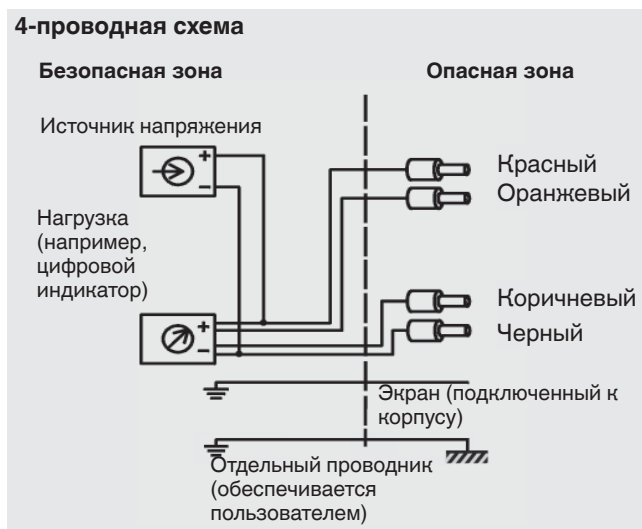 4-проводная схема
Безопасная зона
Опасная зона
Источник напряжения
+
−
Красный
Оранжевый
Нагрузка
(например,
цифровой
индикатор)
+
−
Коричневый
Черный
Экран (подключенный к
корпусу)
Отдельный проводник
(обеспечивается
пользователем)